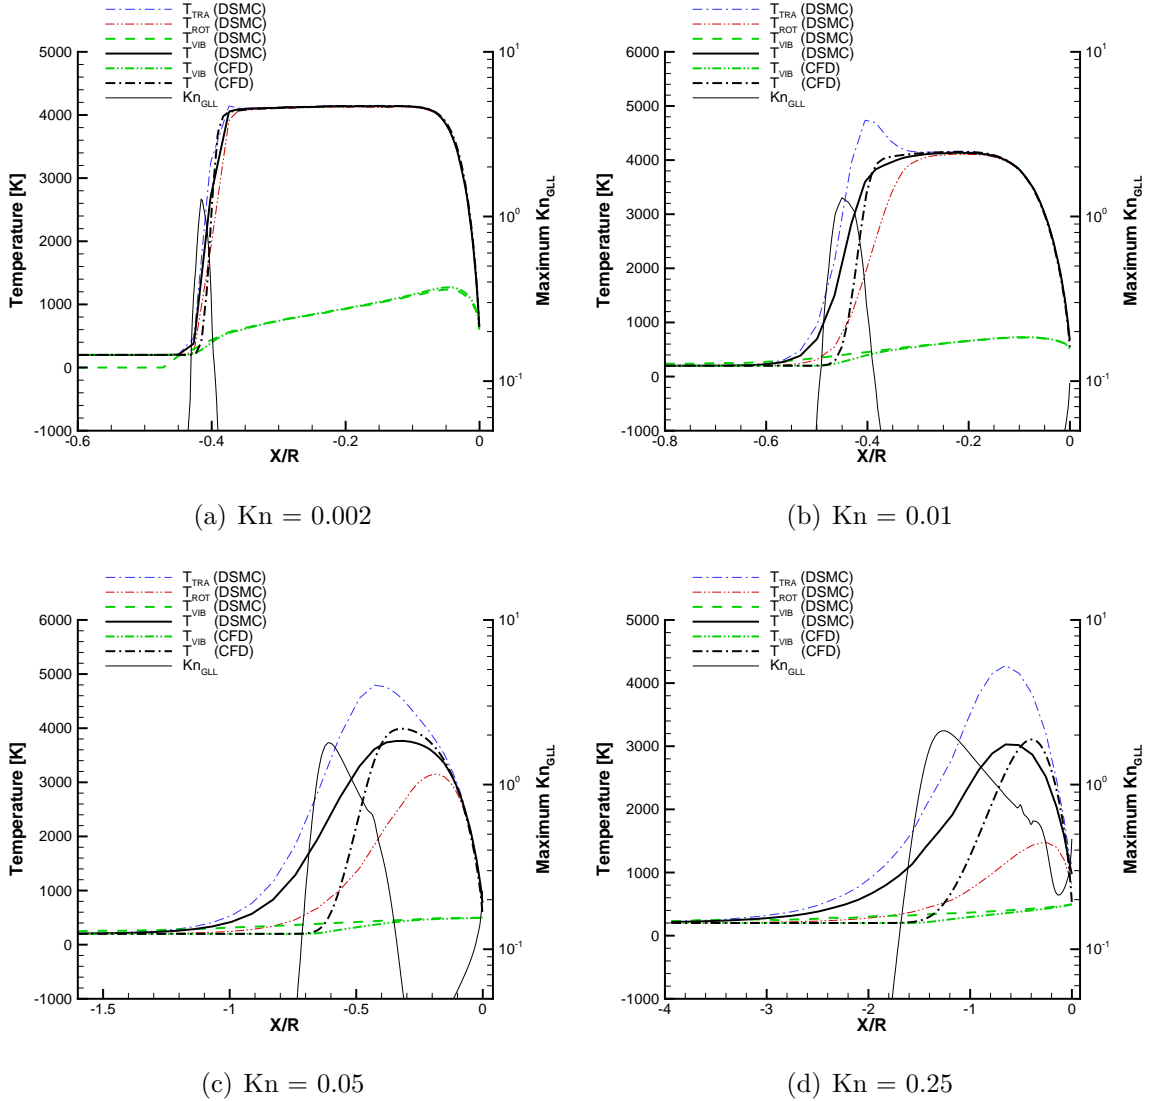 T_TRA (DSMC)
T_ROT (DSMC)
T_VIB (DSMC)
T (DSMC)
T_VIB (CFD)
T (CFD)
Kn_GLL
5000
4000
3000
2000
1000
0
-1000
Temperature [K]
-0.6
-0.4
-0.2
0
X/R
10^1
10^0
10^-1
Maximum Kn_GLL
(a) Kn = 0.002
T_TRA (DSMC)
T_ROT (DSMC)
T_VIB (DSMC)
T (DSMC)
T_VIB (CFD)
T (CFD)
Kn_GLL
6000
5000
4000
3000
2000
1000
0
-1000
Temperature [K]
-0.8
-0.6
-0.4
-0.2
0
X/R
10^1
10^0
10^-1
Maximum Kn_GLL
(b) Kn = 0.01
T_TRA (DSMC)
T_ROT (DSMC)
T_VIB (DSMC)
T (DSMC)
T_VIB (CFD)
T (CFD)
Kn_GLL
6000
5000
4000
3000
2000
1000
0
-1000
Temperature [K]
-1.5
-1
-0.5
0
X/R
10^1
10^0
10^-1
Maximum Kn_GLL
(c) Kn = 0.05
T_TRA (DSMC)
T_ROT (DSMC)
T_VIB (DSMC)
T (DSMC)
T_VIB (CFD)
T (CFD)
Kn_GLL
5000
4000
3000
2000
1000
0
-1000
Temperature [K]
-4
-3
-2
-1
0
X/R
10^1
10^0
10^-1
Maximum Kn_GLL
(d) Kn = 0.25